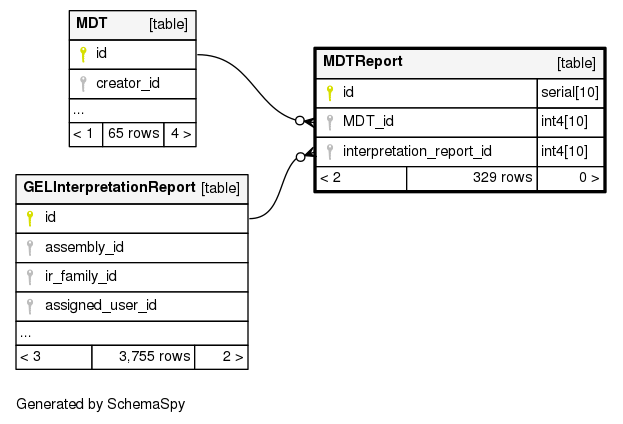 MDT [table]
id
creator_id
...
< 1 65 rows 4 >
MDTReport [table]
id serial[10]
MDT_id int4[10]
interpretation_report_id int4[10]
< 2 329 rows 0 >
GELInterpretationReport [table]
id
assembly_id
ir_family_id
assigned_user_id
...
< 3 3,755 rows 2 >
Generated by SchemaSpy